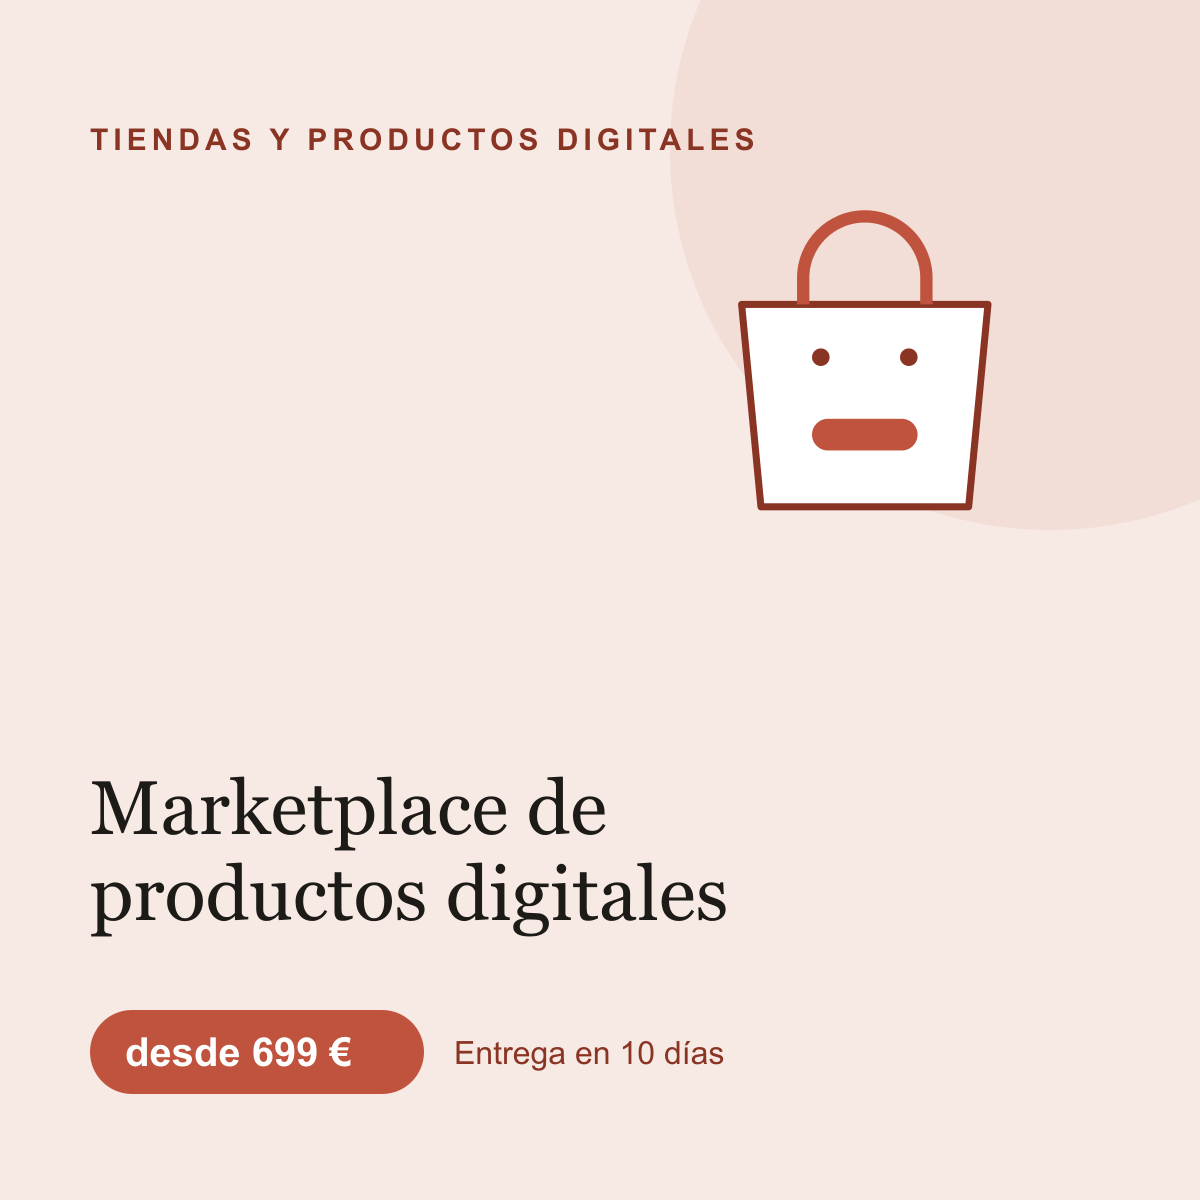 TIENDAS Y PRODUCTOS DIGITALES
Marketplace de
productos digitales
desde 699 €
Entrega en 10 días